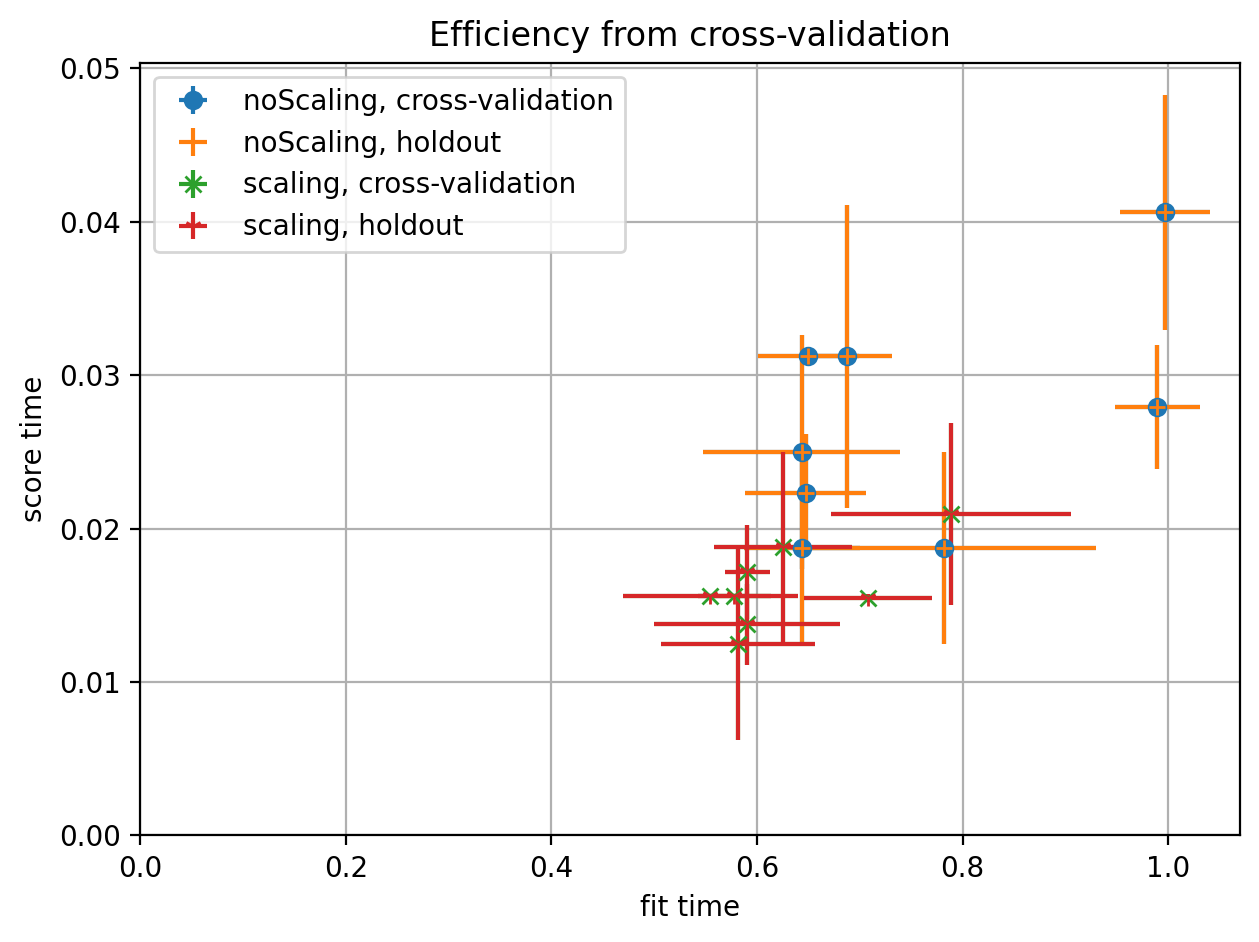 Efficiency from cross-validation
0.05
0.04
0.03
0.02
0.01
0.00
score time
noScaling, cross-validation
noScaling, holdout
scaling, cross-validation
scaling, holdout
0.0 0.2 0.4 0.6 0.8 1.0
fit time